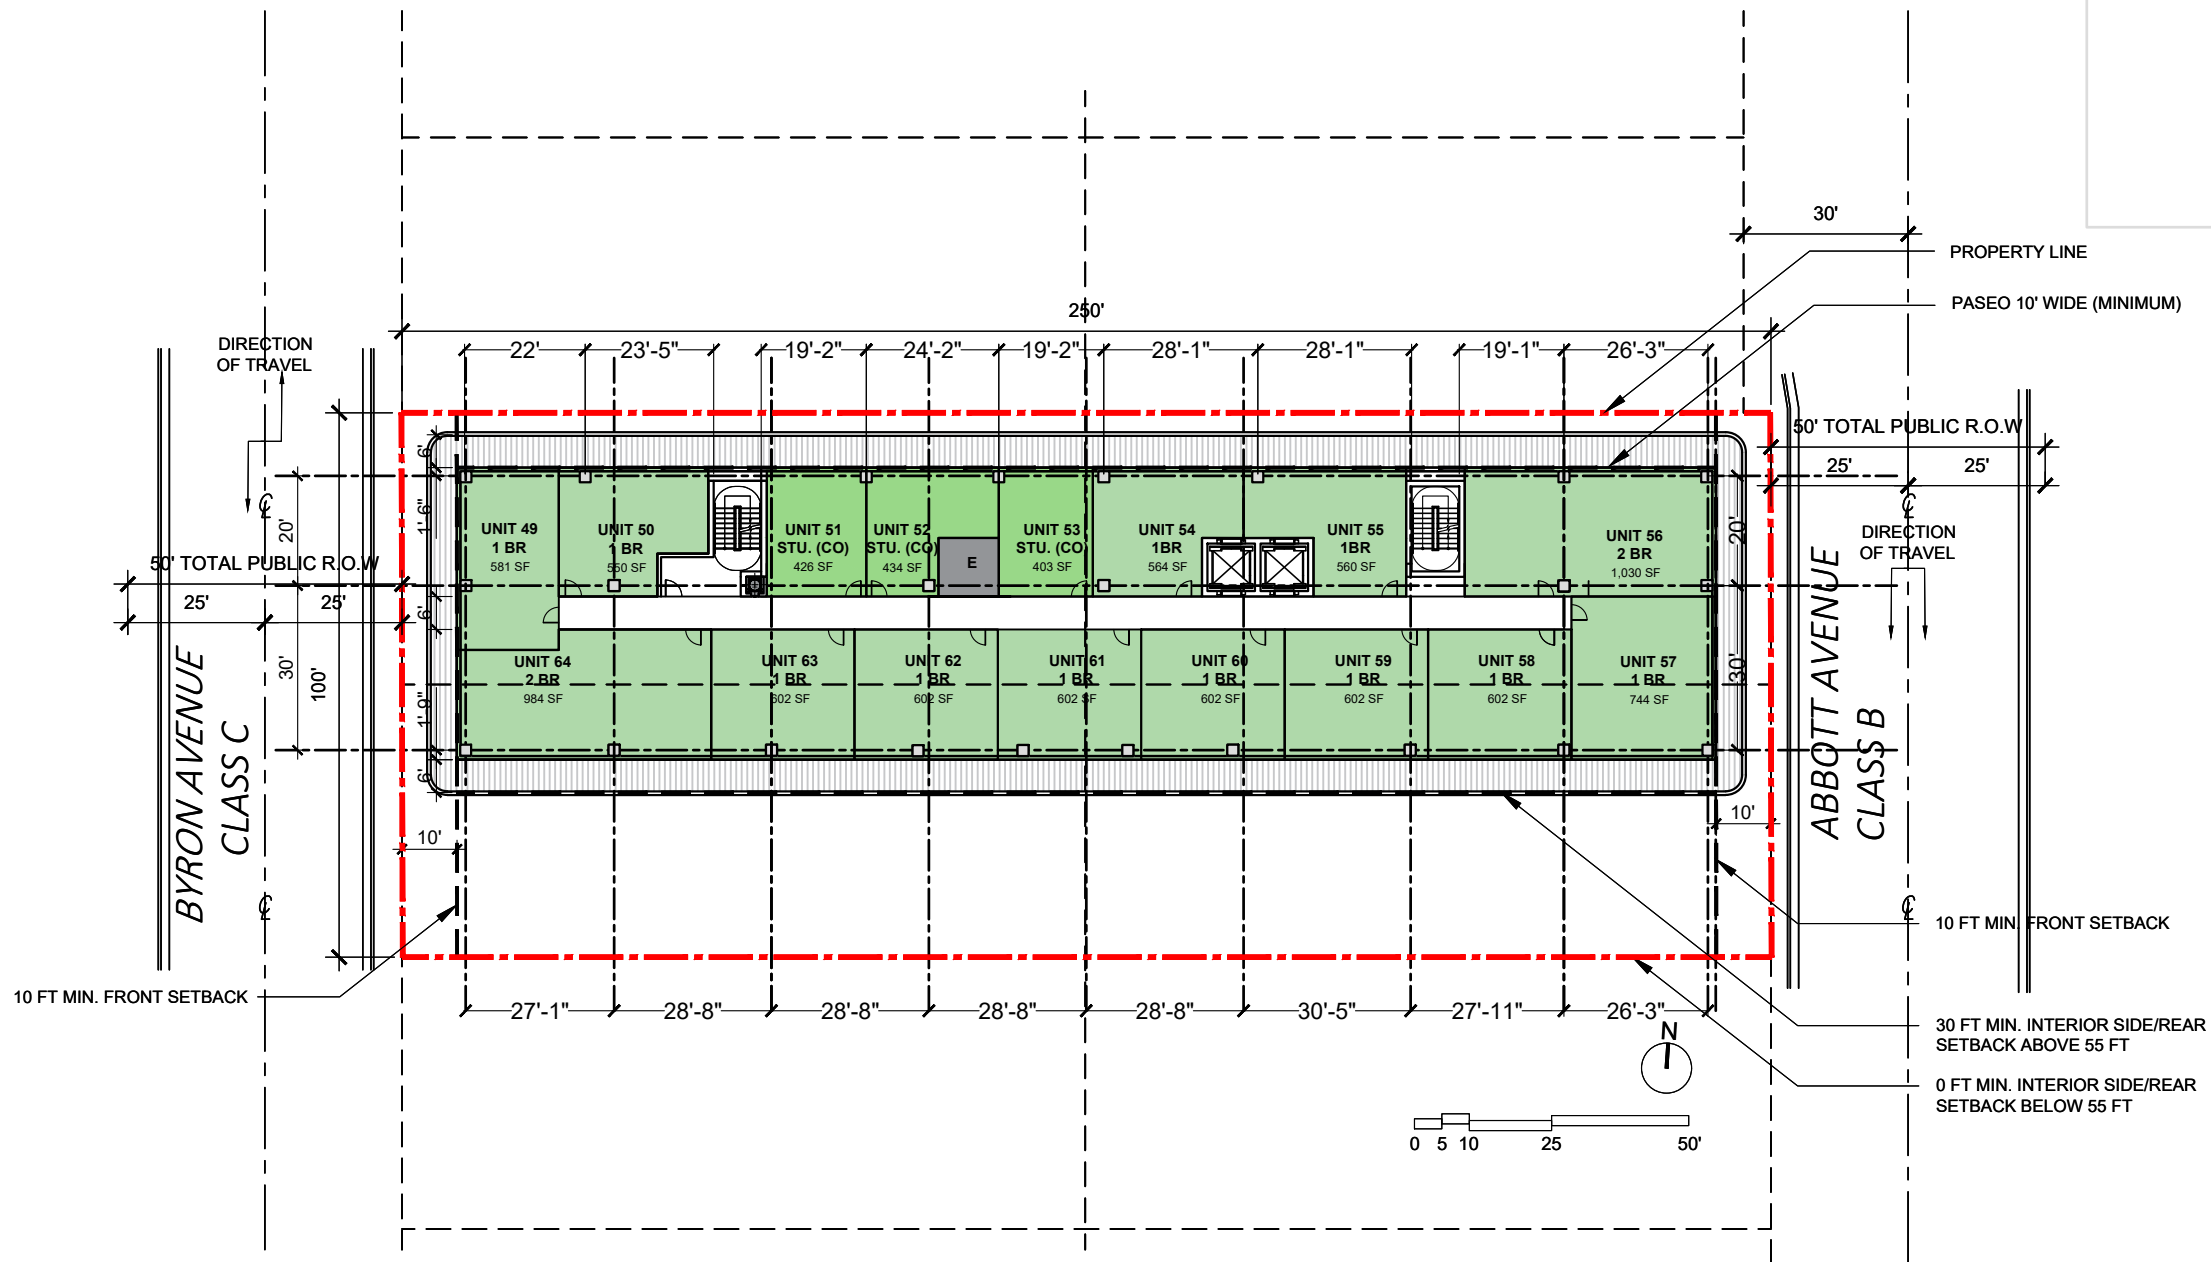 30'
PROPERTY LINE
PASEO 10' WIDE (MINIMUM)
250'
DIRECTION
OF TRAVEL
22'
23'-5"
19'-2"
24'-2"
19'-2"
28'-1"
28'-1"
19'-1"
26'-3"
50' TOTAL PUBLIC R.O.W
25'
25'
6'
1'-6"
6'
1'-9"
6'
20'
30'
100'
50' TOTAL PUBLIC R.O.W
25'
25'
UNIT 49
1 BR
581 SF
UNIT 50
1 BR
550 SF
UNIT 51
STU. (CO)
426 SF
UNIT 52
STU. (CO)
434 SF
E
UNIT 53
STU. (CO)
403 SF
UNIT 54
1BR
564 SF
UNIT 55
1BR
560 SF
UNIT 56
2 BR
1,030 SF
20'
30'
DIRECTION
OF TRAVEL
UNIT 64
2 BR
984 SF
UNIT 63
1 BR
602 SF
UNIT 62
1 BR
602 SF
UNIT 61
1 BR
602 SF
UNIT 60
1 BR
602 SF
UNIT 59
1 BR
602 SF
UNIT 58
1 BR
602 SF
UNIT 57
1 BR
744 SF
BYRON AVENUE
CLASS C
ABBOTT AVENUE
CLASS B
10'
10'
10 FT MIN. FRONT SETBACK
10 FT MIN. FRONT SETBACK
27'-1"
28'-8"
28'-8"
28'-8"
28'-8"
30'-5"
27'-11"
26'-3"
N
30 FT MIN. INTERIOR SIDE/REAR
SETBACK ABOVE 55 FT
0 FT MIN. INTERIOR SIDE/REAR
SETBACK BELOW 55 FT
0 5 10 25 50'